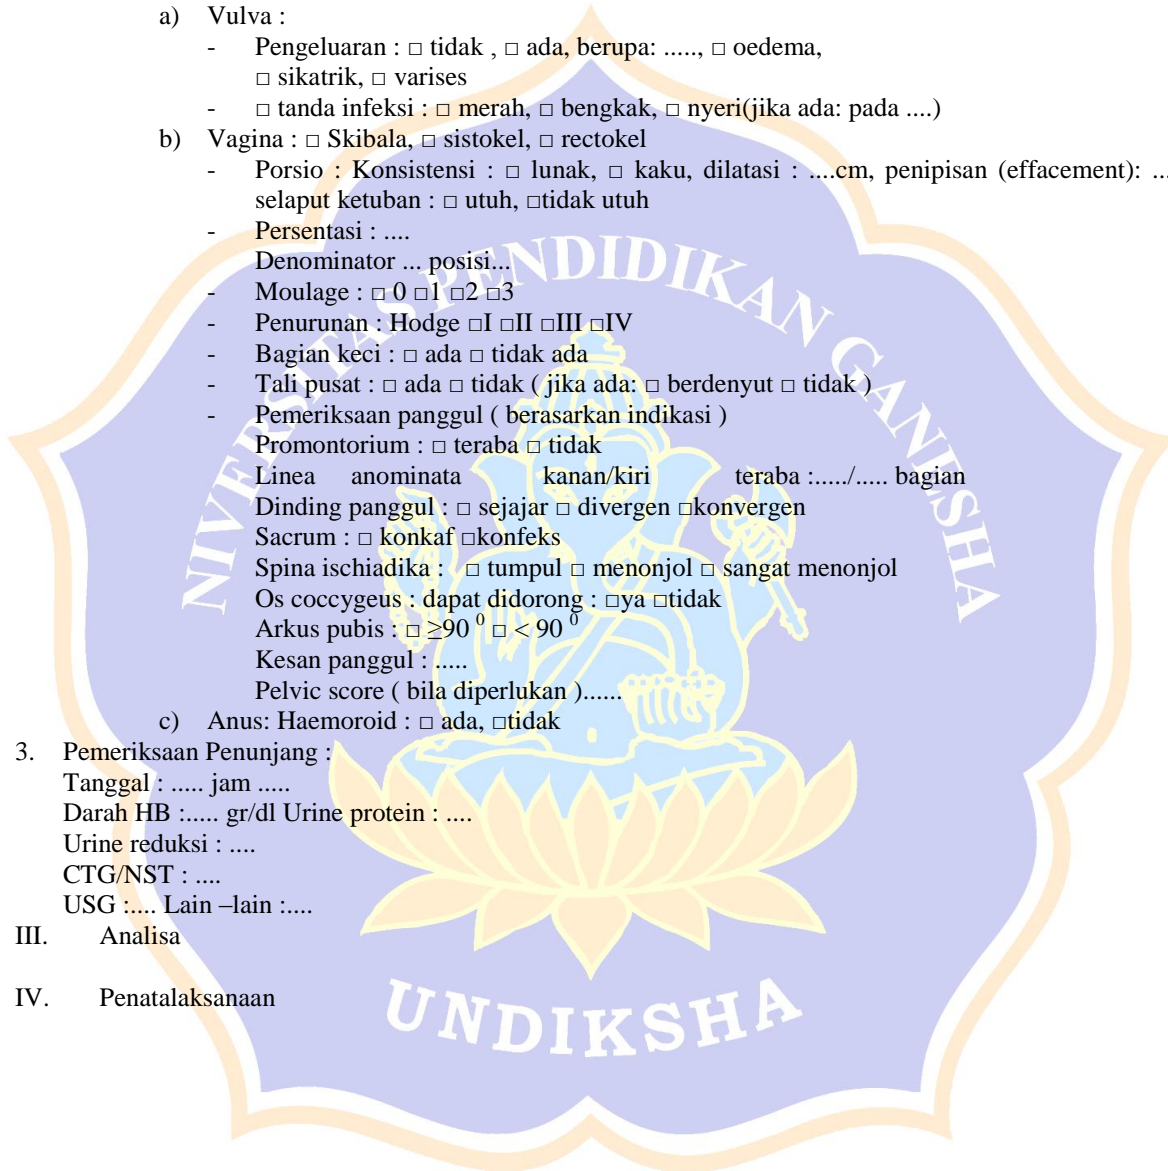 a) Vulva :
- Pengeluaran : □ tidak , □ ada, berupa: ....., □ oedema,
□ sikatrik, □ varises
- □ tanda infeksi : □ merah, □ bengkak, □ nyeri(jika ada: pada ....)
b) Vagina : □ Skibala, □ sistokel, □ rectokel
- Porsio : Konsistensi : □ lunak, □ kaku, dilatasi : ....cm, penipisan (effacement): ...
selaput ketuban : □ utuh, □tidak utuh
- Persentasi : ....
Denominator ... posisi...
- Moulage : □ 0 □1 □2 □3
- Penurunan : Hodge □I □II □III □IV
- Bagian keci : □ ada □ tidak ada
- Tali pusat : □ ada □ tidak ( jika ada: □ berdenyut □ tidak )
- Pemeriksaan panggul ( berasarkan indikasi )
Promontorium : □ teraba □ tidak
Linea anominata kanan/kiri teraba :...../..... bagian
Dinding panggul : □ sejajar □ divergen □konvergen
Sacrum : □ konkaf □konfeks
Spina ischiadika : □ tumpul □ menonjol □ sangat menonjol
Os coccygeus : dapat didorong : □ya □tidak
Arkus pubis : □ ≥90 ⁰ □ < 90 ⁰
Kesan panggul : .....
Pelvic score ( bila diperlukan )......
c) Anus: Haemoroid : □ ada, □tidak
3. Pemeriksaan Penunjang :
Tanggal : ..... jam .....
Darah HB :..... gr/dl Urine protein : ....
Urine reduksi : ....
CTG/NST : ....
USG :.... Lain –lain :....
III. Analisa
IV. Penatalaksanaan
NIVERSITAS PENDIDIKAN GANESHA
UNDIKSHA